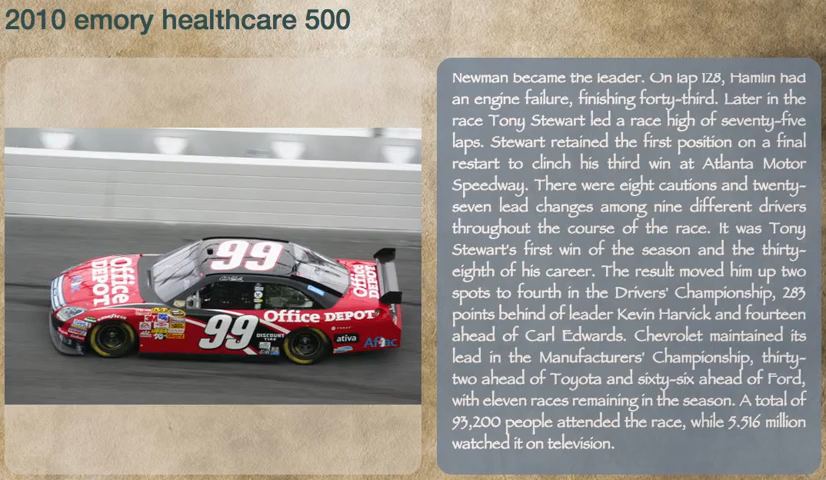 2010 emory healthcare 500
Newman became the leader. On lap 128, Hamlin had
an engine failure, finishing forty-third. Later in the
race Tony Stewart led a race high of seventy-five
laps. Stewart retained the first position on a final
restart to clinch his third win at Atlanta Motor
Speedway. There were eight cautions and twenty-
seven lead changes among nine different drivers
throughout the course of the race. It was Tony
Stewart's first win of the season and the thirty-
eighth of his career. The result moved him up two
spots to fourth in the Drivers' Championship, 283
points behind of leader Kevin Harvick and fourteen
ahead of Carl Edwards. Chevrolet maintained its
lead in the Manufacturers' Championship, thirty-
two ahead of Toyota and sixty-six ahead of Ford,
with eleven races remaining in the season. A total of
93,200 people attended the race, while 5.516 million
watched it on television.
99
Office DEPOT
Office DEPOT
Office DEPOT
99
DISCOUNT TIRE
ativa
Aflac